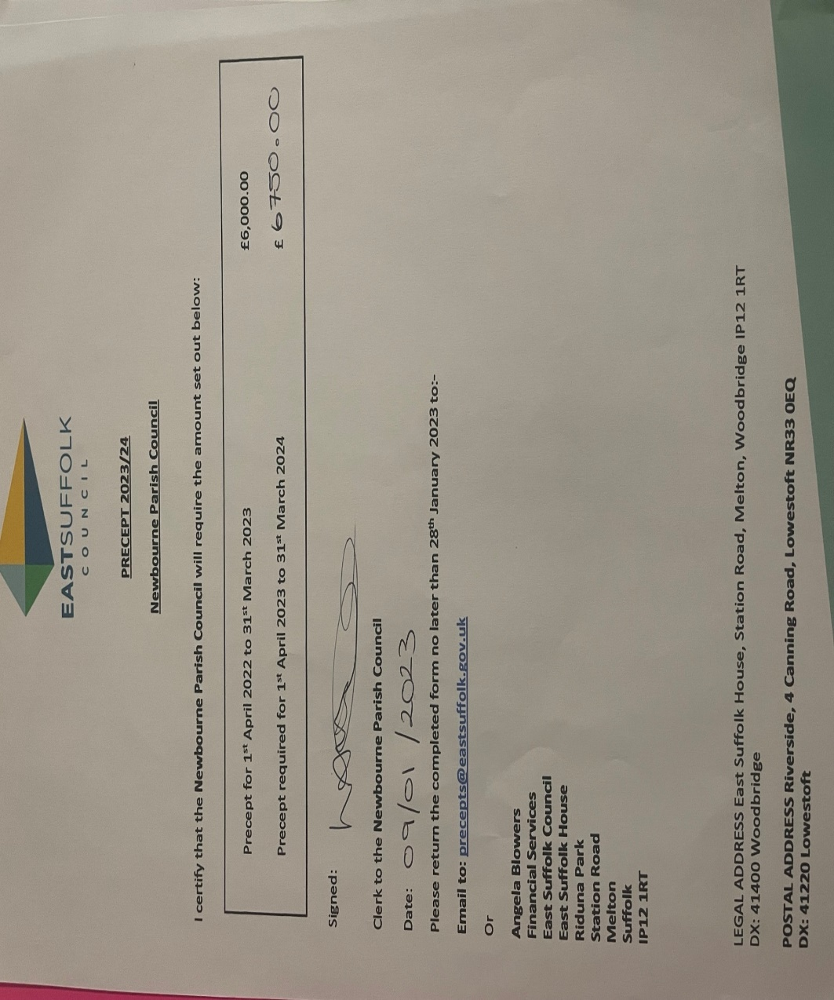 EASTSUFFOLK
COUNCIL
PRECEPT 2023/24
Newbourne Parish Council
I certify that the Newbourne Parish Council will require the amount set out below:
Precept for 1st April 2022 to 31st March 2023 £6,000.00
Precept required for 1st April 2023 to 31st March 2024 £ 6750.00
Signed:
Clerk to the Newbourne Parish Council
Date: 09/01/2023
Please return the completed form no later than 28th January 2023 to:-
Email to: precepts@eastsuffolk.gov.uk
Or
Angela Blowers
Financial Services
East Suffolk Council
East Suffolk House
Riduna Park
Station Road
Melton
Suffolk
IP12 1RT
LEGAL ADDRESS East Suffolk House, Station Road, Melton, Woodbridge IP12 1RT
DX: 41400 Woodbridge
POSTAL ADDRESS Riverside, 4 Canning Road, Lowestoft NR33 0EQ
DX: 41220 Lowestoft